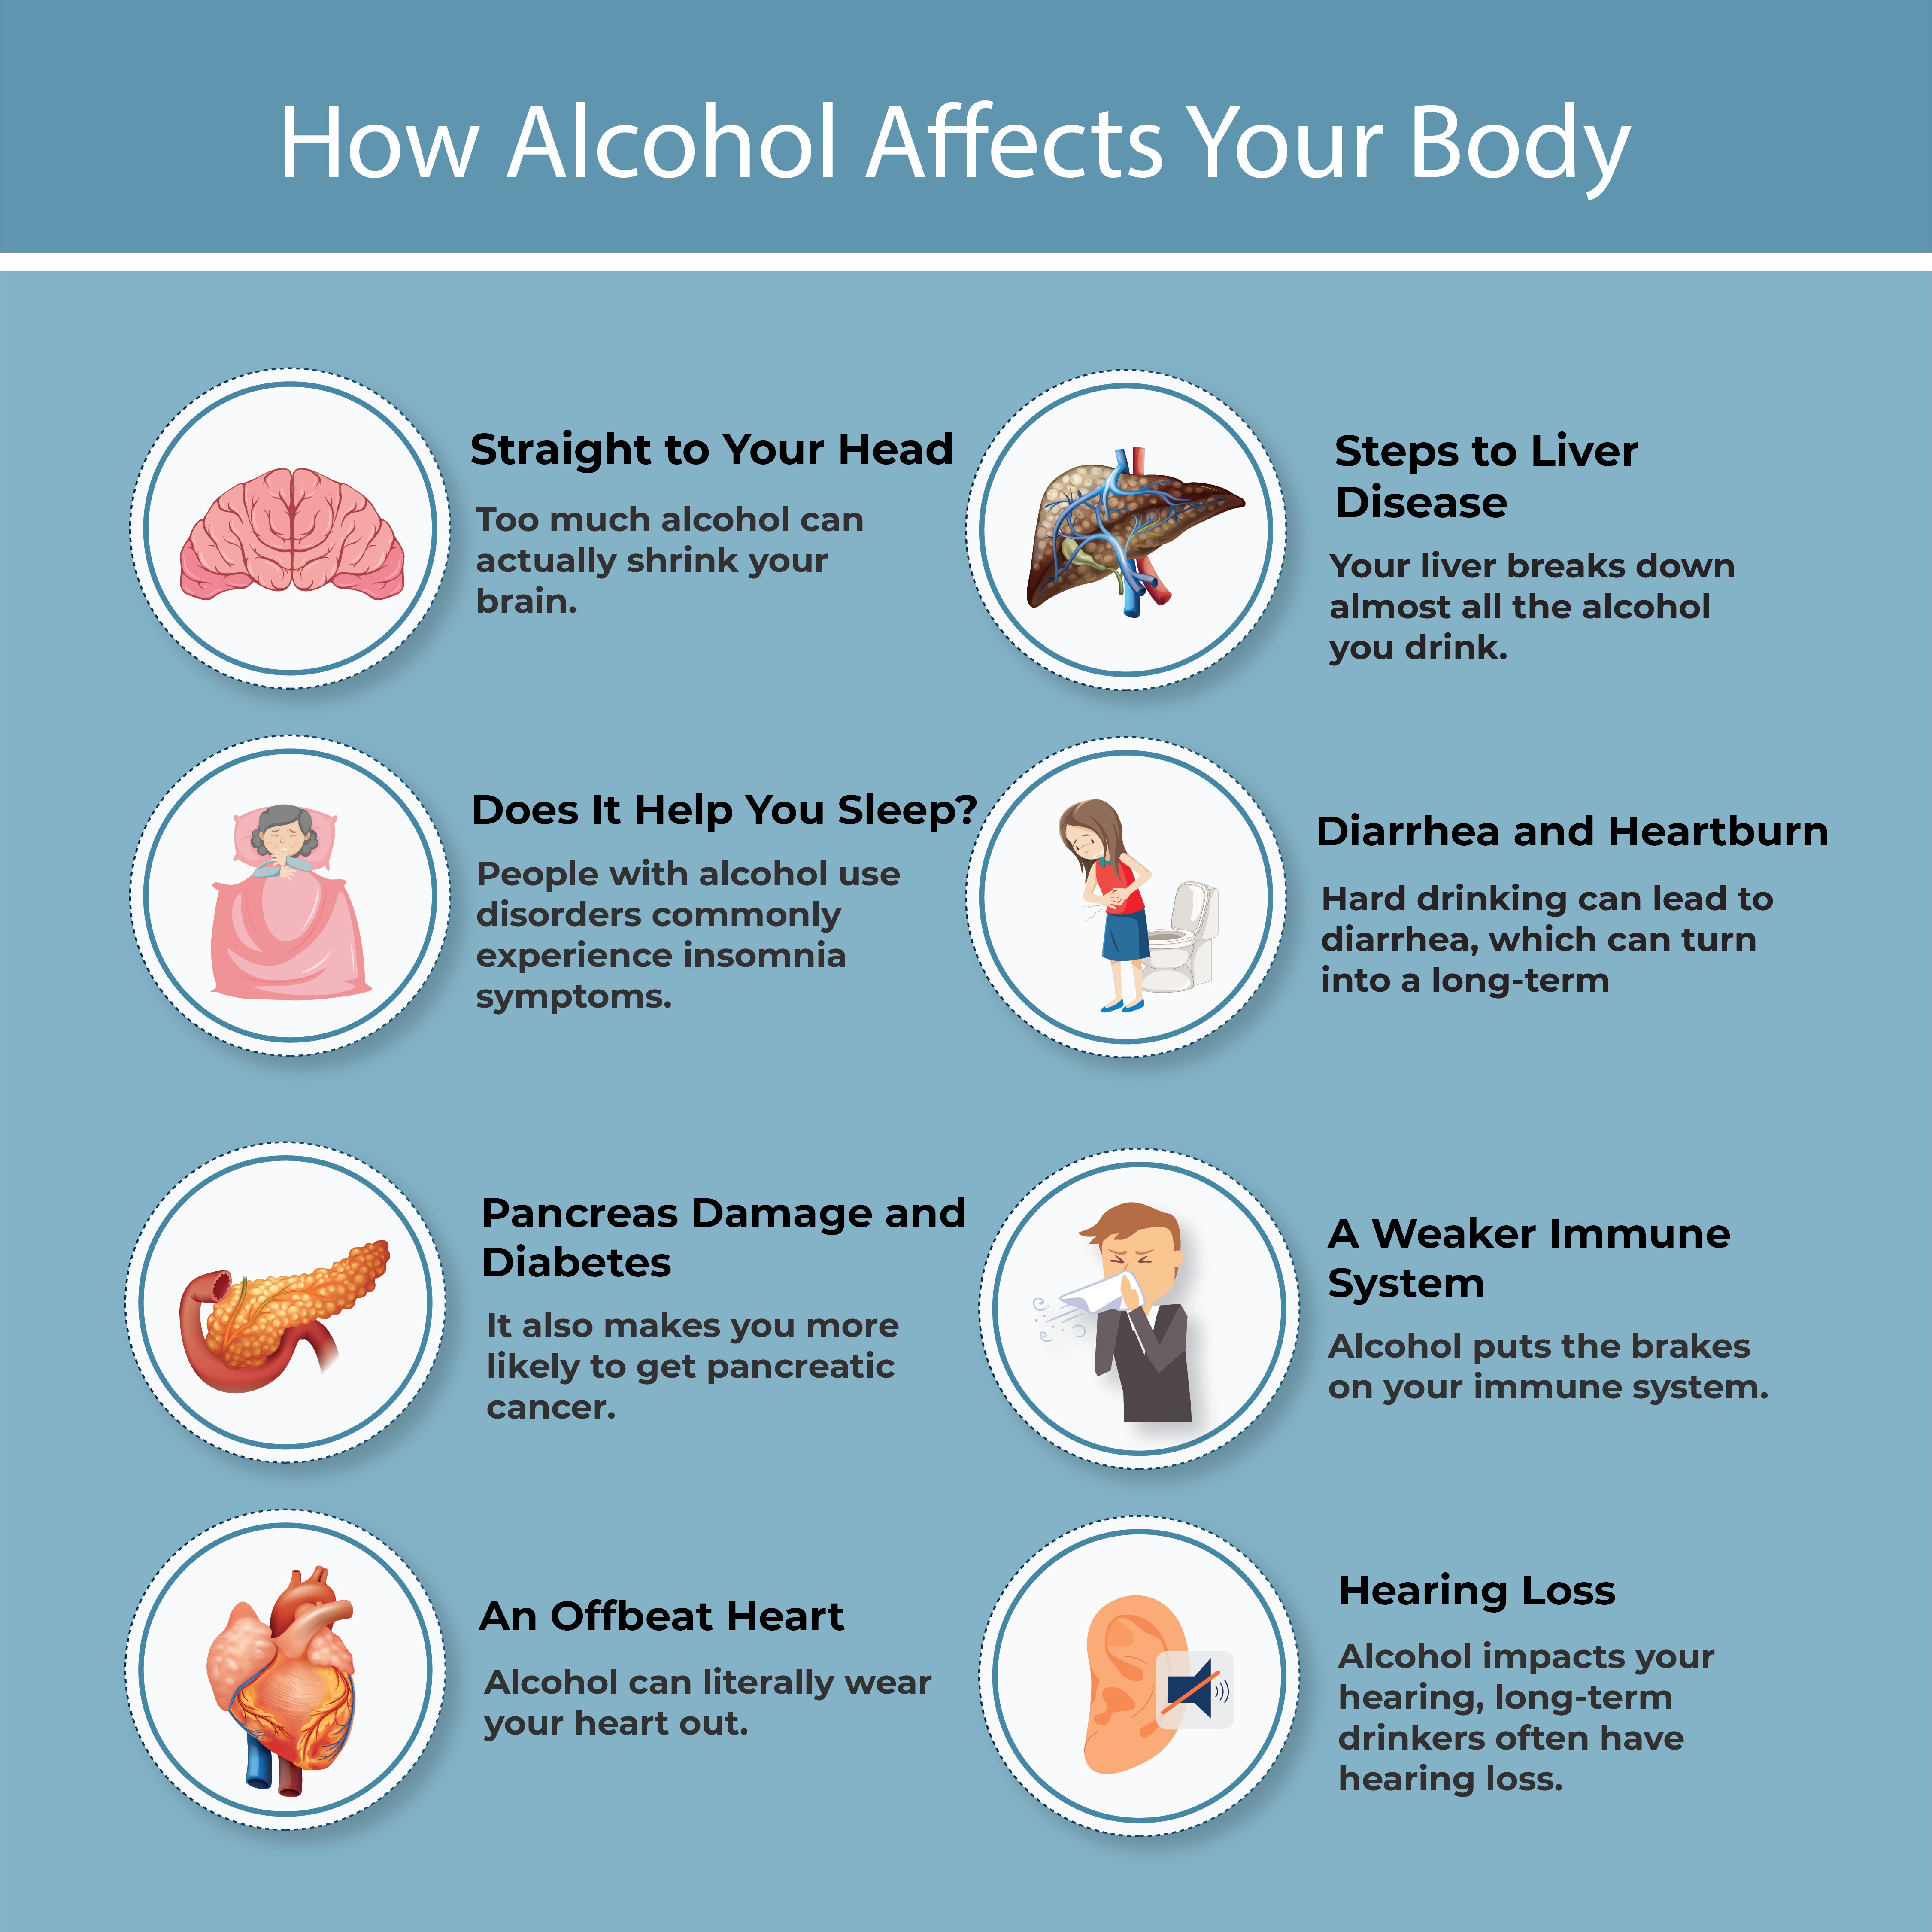 How Alcohol Affects Your Body
Straight to Your Head
Too much alcohol can
actually shrink your
brain.
Steps to Liver
Disease
Your liver breaks down
almost all the alcohol
you drink.
Does It Help You Sleep?
People with alcohol use
disorders commonly
experience insomnia
symptoms.
Diarrhea and Heartburn
Hard drinking can lead to
diarrhea, which can turn
into a long-term
Pancreas Damage and
Diabetes
It also makes you more
likely to get pancreatic
cancer.
A Weaker Immune
System
Alcohol puts the brakes
on your immune system.
An Offbeat Heart
Alcohol can literally wear
your heart out.
Hearing Loss
Alcohol impacts your
hearing, long-term
drinkers often have
hearing loss.